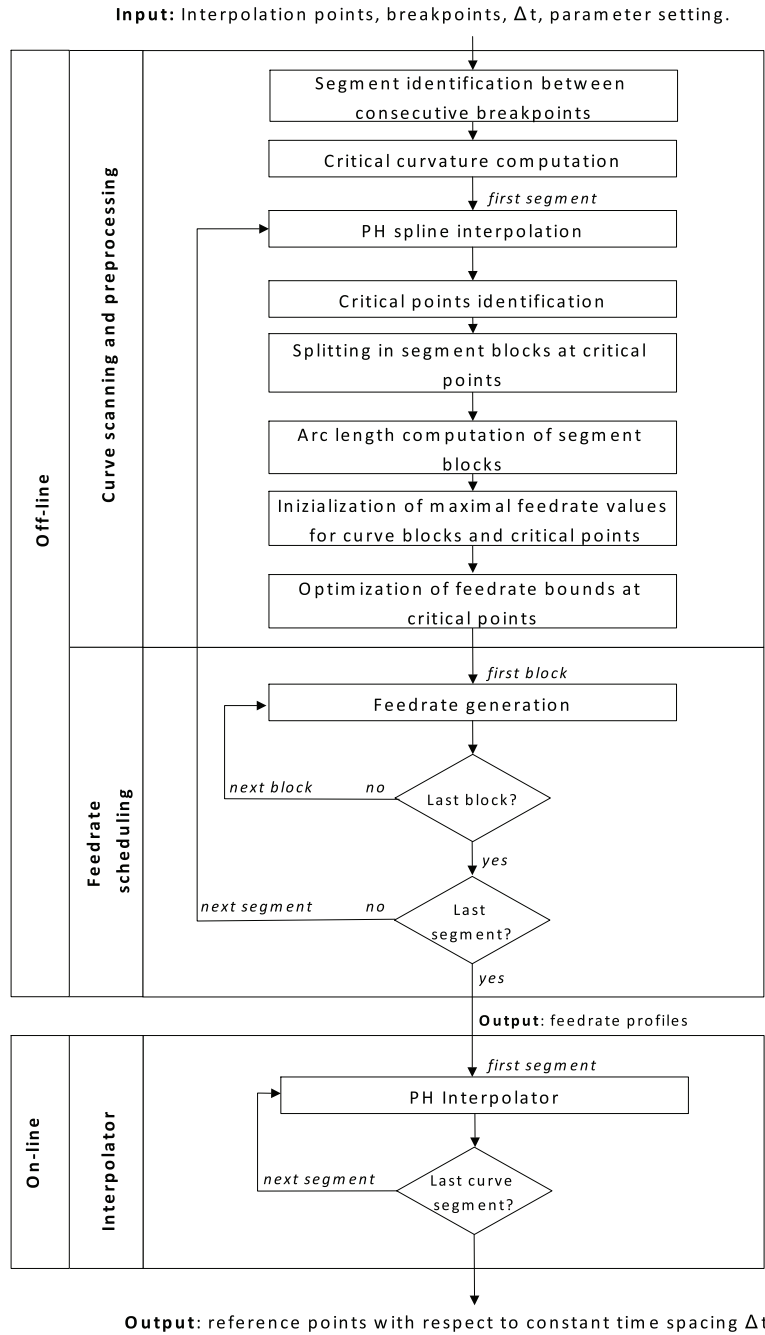 Input: Interpolation points, breakpoints, Δt, parameter setting.
Off-line
Curve scanning and preprocessing
Segment identification between
consecutive breakpoints
Critical curvature computation
first segment
PH spline interpolation
Critical points identification
Splitting in segment blocks at critical
points
Arc length computation of segment
blocks
Inizialization of maximal feedrate values
for curve blocks and critical points
Optimization of feedrate bounds at
critical points
Feedrate
scheduling
first block
Feedrate generation
next block
no
Last block?
yes
next segment
no
Last
segment?
yes
Output: feedrate profiles
On-line
Interpolator
first segment
PH Interpolator
next segment
Last curve
segment?
Output: reference points with respect to constant time spacing Δt